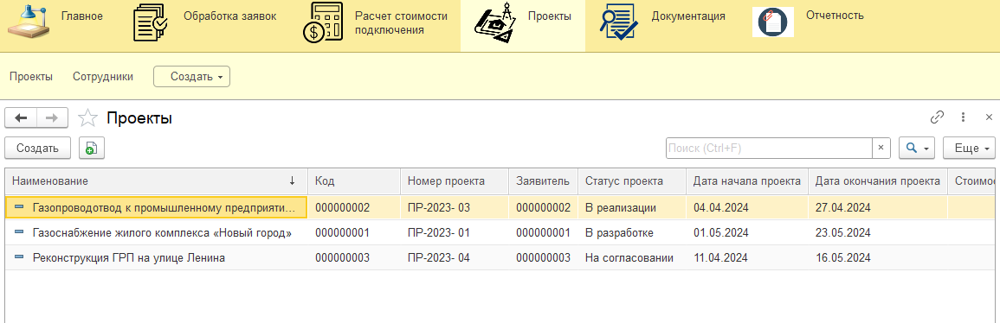 Главное
Обработка заявок
Расчет стоимости
подключения
Проекты
Документация
Отчетность
Проекты Сотрудники Создать
Проекты
Создать Поиск (Ctrl+F) × Еще
Наименование ↓ Код Номер проекта Заявитель Статус проекта Дата начала проекта Дата окончания проекта Стоимос
Газопроводотвод к промышленному предприяти... 000000002 ПР-2023- 03 000000002 В реализации 04.04.2024 27.04.2024
Газоснабжение жилого комплекса «Новый город» 000000001 ПР-2023- 01 000000001 В разработке 01.05.2024 23.05.2024
Реконструкция ГРП на улице Ленина 000000003 ПР-2023- 04 000000003 На согласовании 11.04.2024 16.05.2024